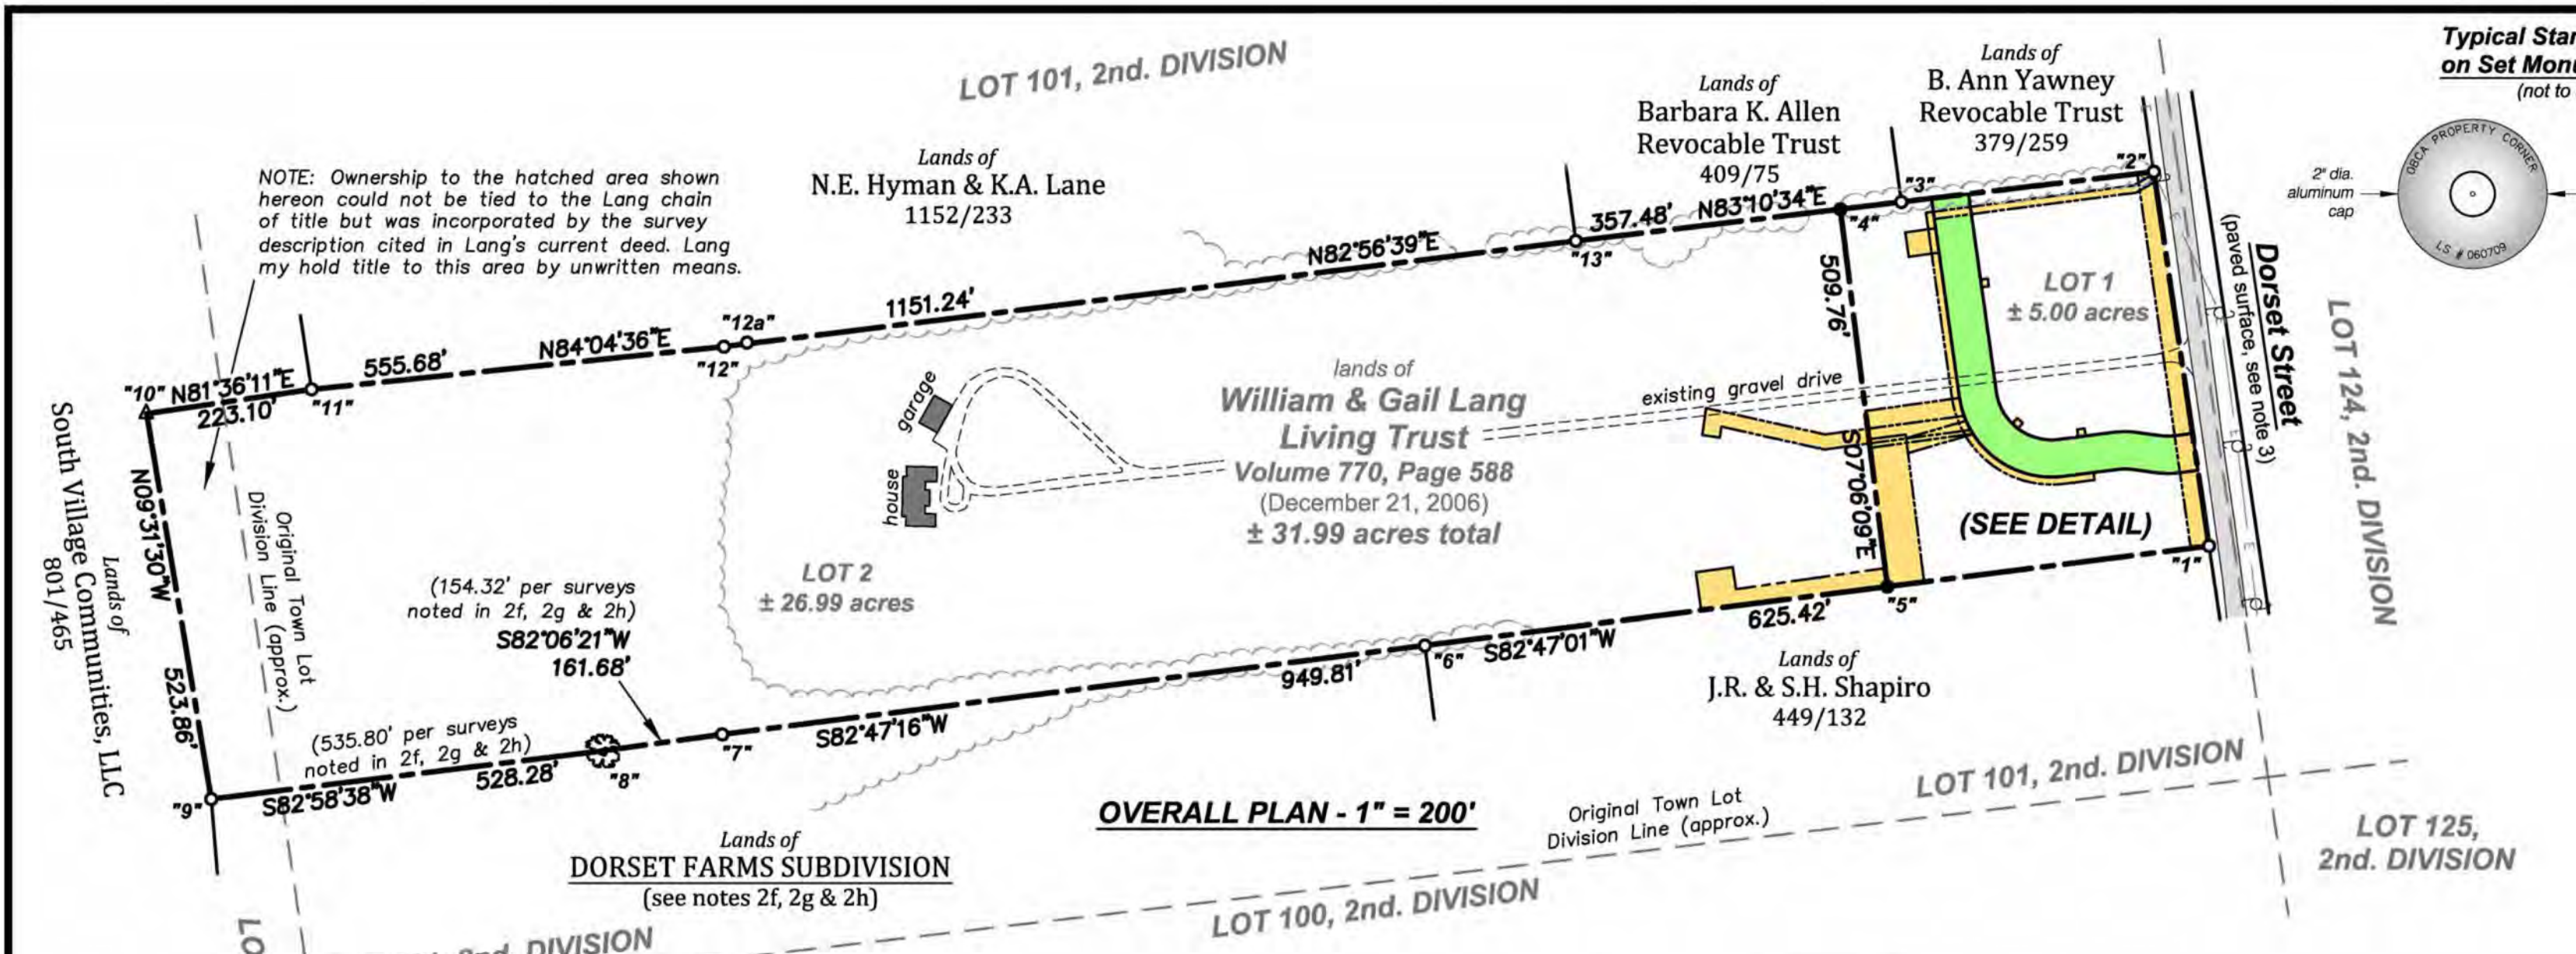 LOT 101, 2nd. DIVISION
Lands of
N.E. Hyman & K.A. Lane
1152/233
Lands of
Barbara K. Allen
Revocable Trust
409/75
Lands of
B. Ann Yawney
Revocable Trust
379/259
Typical Star
on Set Monu
(not to
DBCA PROPERTY CORNER
LS # 060709
2" dia.
aluminum
cap
NOTE: Ownership to the hatched area shown
hereon could not be tied to the Lang chain
of title but was incorporated by the survey
description cited in Lang's current deed. Lang
my hold title to this area by unwritten means.
"10"
N81°36'11"E
223.10'
"11"
555.68'
N84°04'36"E
"12"
"12a"
1151.24'
N82°56'39"E
"13"
357.48'
N83°10'34"E
"4"
"3"
"2"
509.76'
S07°06'09"E
LOT 1
± 5.00 acres
Dorset Street
(paved surface, see note 3)
LOT 124, 2nd. DIVISION
existing gravel drive
garage
house
lands of
William & Gail Lang
Living Trust
Volume 770, Page 588
(December 21, 2006)
± 31.99 acres total
LOT 2
± 26.99 acres
(SEE DETAIL)
"1"
"5"
625.42'
S82°47'01"W
"6"
949.81'
S82°47'16"W
"7"
(154.32' per surveys
noted in 2f, 2g & 2h)
S82°06'21"W
161.68'
"8"
(535.80' per surveys
noted in 2f, 2g & 2h)
528.28'
S82°58'38"W
"9"
N09°31'30"W
523.86'
Lands of
South Village Communities, LLC
801/465
Original Town Lot
Division Line (approx.)
Lands of
J.R. & S.H. Shapiro
449/132
Lands of
DORSET FARMS SUBDIVISION
(see notes 2f, 2g & 2h)
OVERALL PLAN - 1" = 200'
Original Town Lot
Division Line (approx.)
LOT 101, 2nd. DIVISION
LOT 125,
2nd. DIVISION
LOT 100, 2nd. DIVISION
LO
2nd. DIVISION